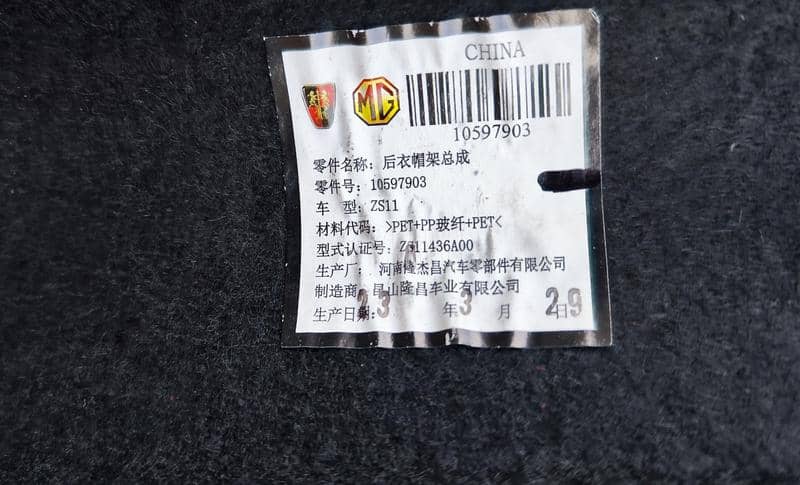 CHINA
MG
10597903
零件名称：后衣帽架总成
零件号：10597903
车 型：ZS11
材料代码：>PET+PP玻纤+PET<
型式认证号：ZS11436A00
生产厂：河南隆杰昌汽车零部件有限公司
制造商：昆山隆昌车业有限公司
生产日期：23 年 3 月 29 日